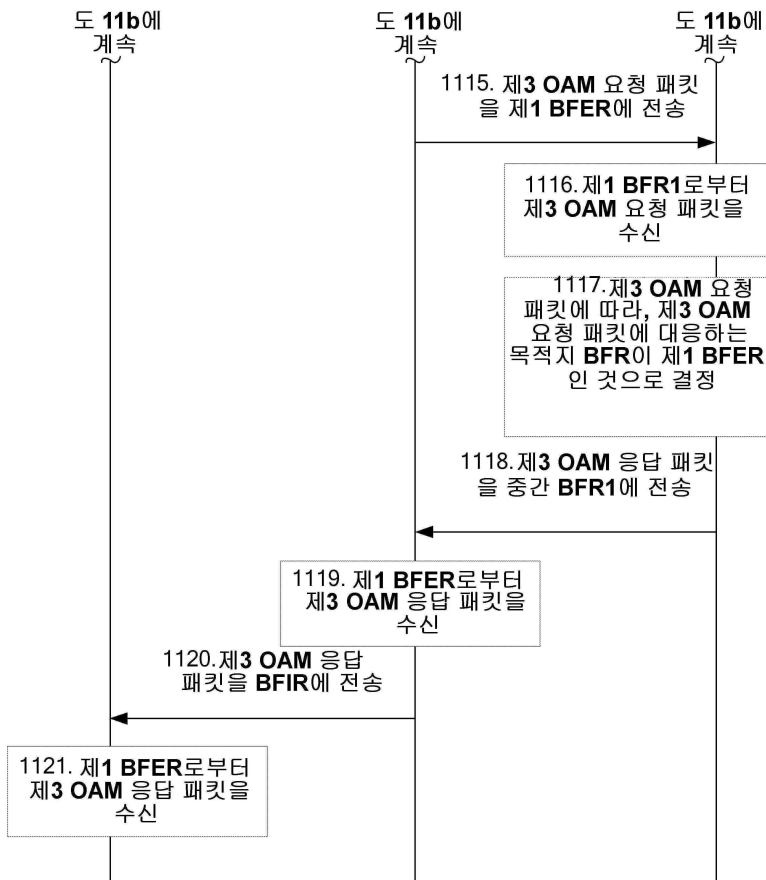 도 11b에
계속
도 11b에
계속
도 11b에
계속
1115. 제3 OAM 요청 패킷
을 제1 BFER에 전송
1116.제1 BFR1로부터
제3 OAM 요청 패킷을
수신
1117.제3 OAM 요청
패킷에 따라, 제3 OAM
요청 패킷에 대응하는
목적지 BFR이 제1 BFER
인 것으로 결정
1118.제3 OAM 응답 패킷
을 중간 BFR1에 전송
1119. 제1 BFER로부터
제3 OAM 응답 패킷을
수신
1120.제3 OAM 응답
패킷을 BFIR에 전송
1121. 제1 BFER로부터
제3 OAM 응답 패킷을
수신